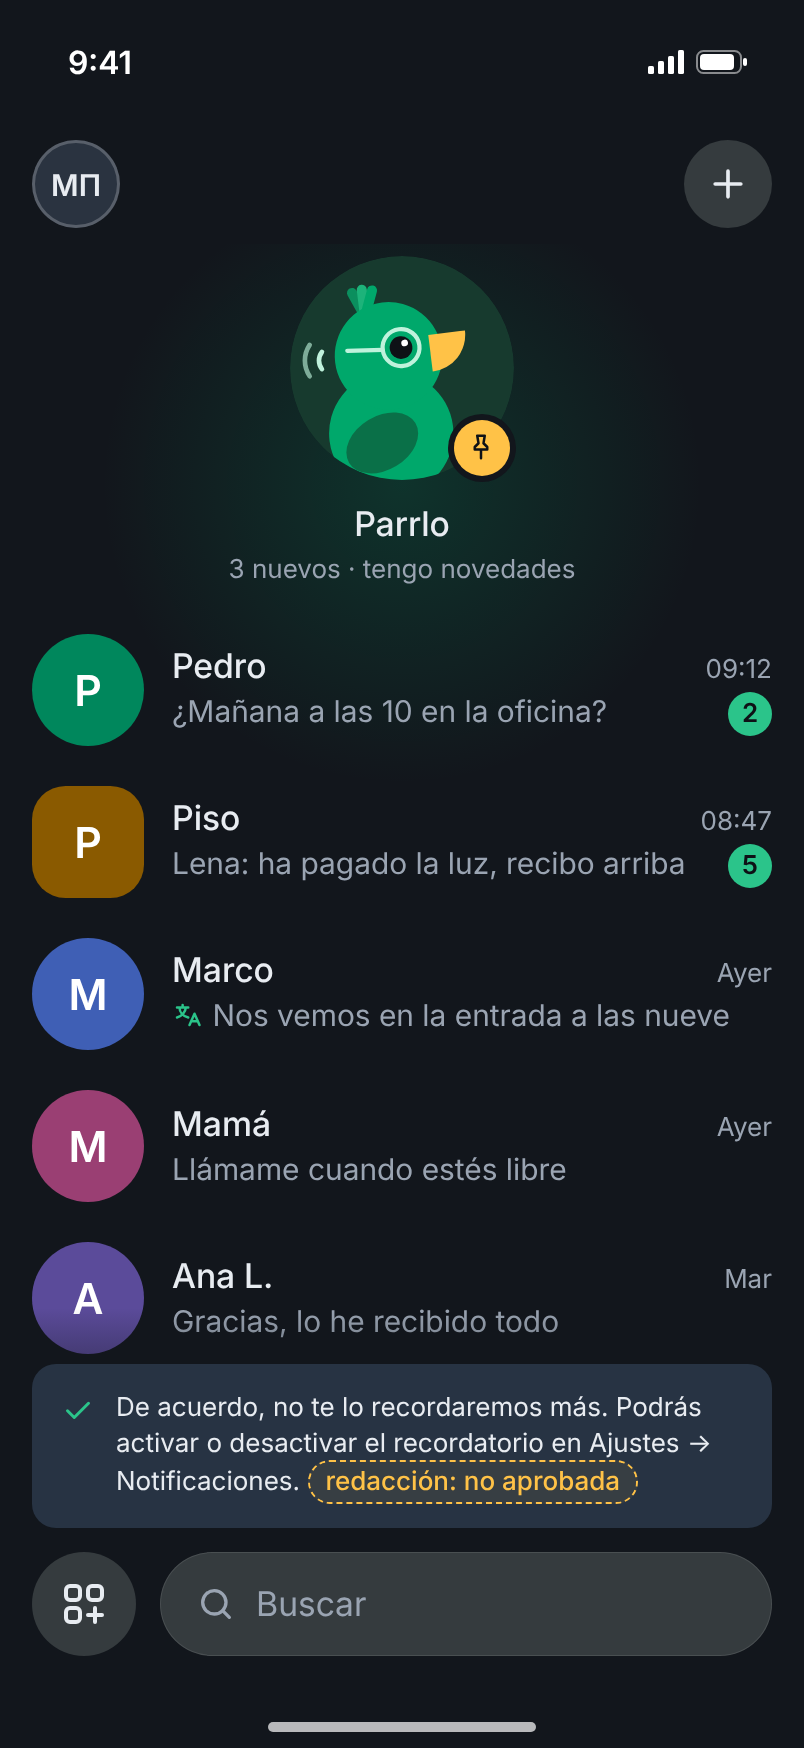 9:41
МП
Parrlo
3 nuevos · tengo novedades
P
Pedro
09:12
¿Mañana a las 10 en la oficina?
2
P
Piso
08:47
Lena: ha pagado la luz, recibo arriba
5
M
Marco
Ayer
Nos vemos en la entrada a las nueve
M
Mamá
Ayer
Llámame cuando estés libre
A
Ana L.
Mar
Gracias, lo he recibido todo
De acuerdo, no te lo recordaremos más. Podrás
activar o desactivar el recordatorio en Ajustes →
Notificaciones. redacción: no aprobada
Buscar